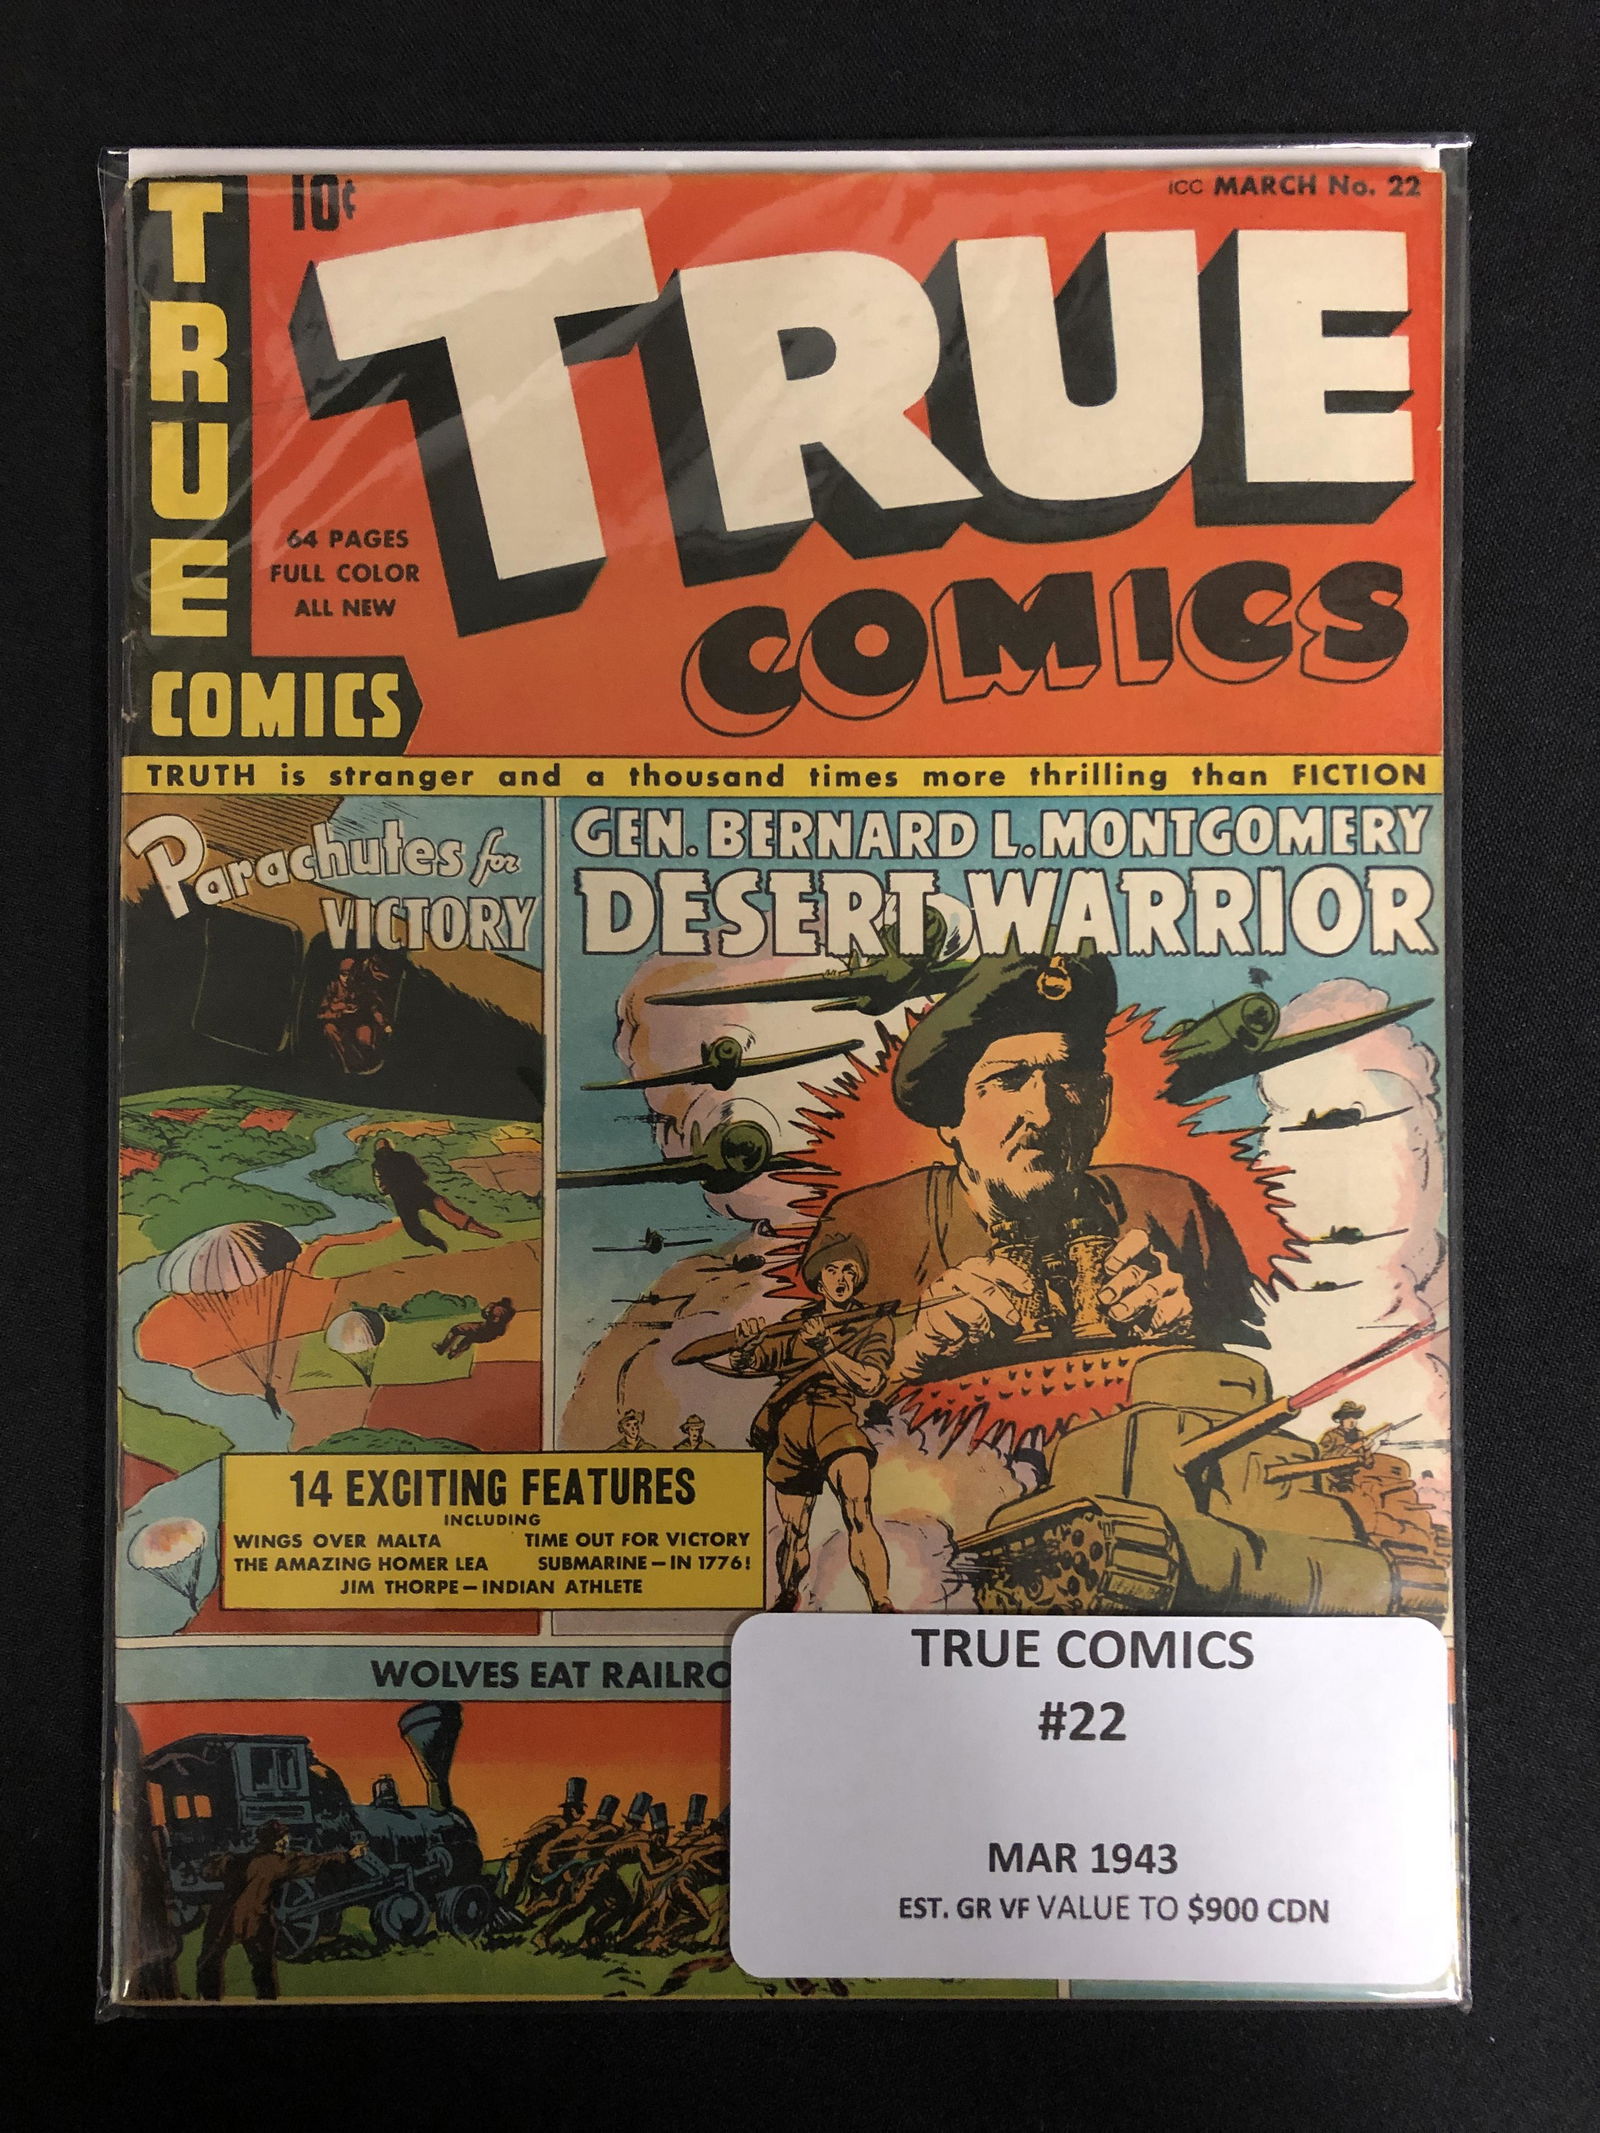 TRUE
COMICS
10¢
ICC MARCH No. 22
TRUE
COMICS
64 PAGES
FULL COLOR
ALL NEW
TRUTH is stranger and a thousand times more thrilling than FICTION
Parachutes for
VICTORY
GEN. BERNARD L. MONTGOMERY
DESERT WARRIOR
14 EXCITING FEATURES
INCLUDING
WINGS OVER MALTA TIME OUT FOR VICTORY
THE AMAZING HOMER LEA SUBMARINE—IN 1776!
JIM THORPE—INDIAN ATHLETE
WOLVES EAT
TRUE COMICS
#22
MAR 1943
EST. GR VF VALUE TO $900 CDN